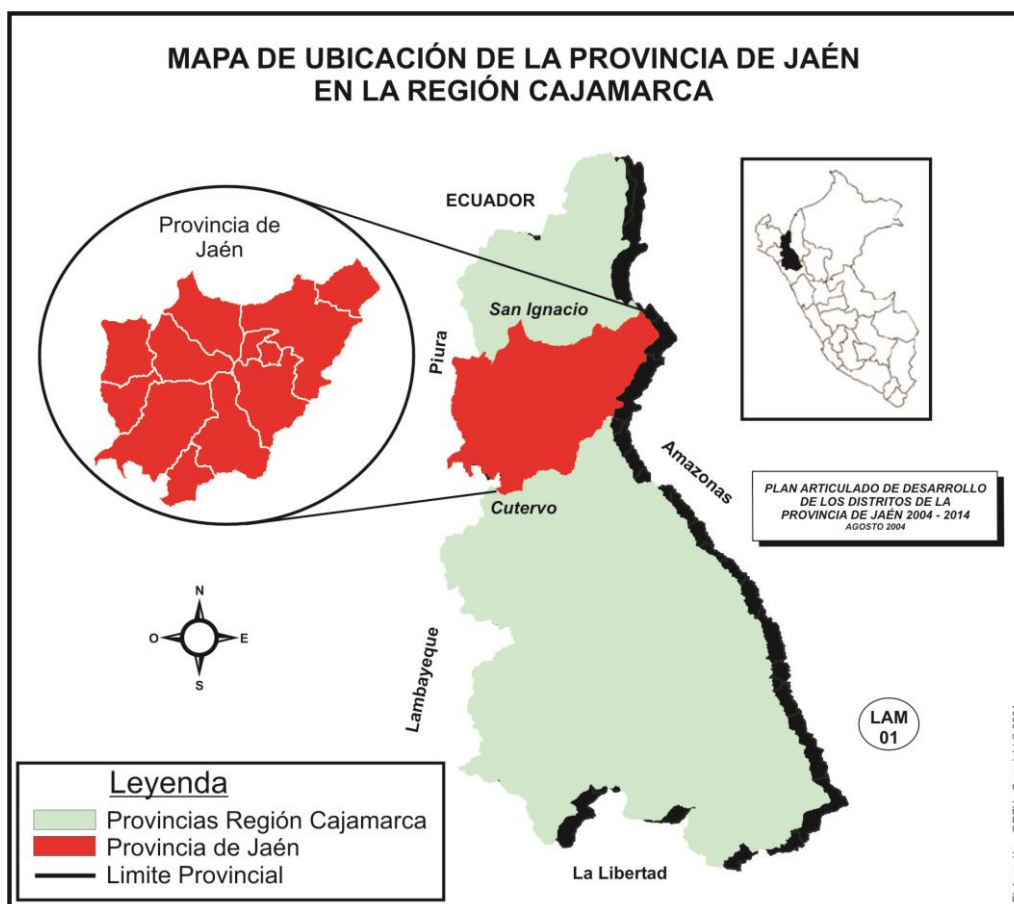 MAPA DE UBICACIÓN DE LA PROVINCIA DE JAÉN
EN LA REGIÓN CAJAMARCA
ECUADOR
Provincia de
Jaén
San Ignacio
Piura
Amazonas
PLAN ARTICULADO DE DESARROLLO
DE LOS DISTRITOS DE LA
PROVINCIA DE JAÉN 2004 - 2014
AGOSTO 2004
Cutervo
N
O
E
S
Lambayeque
LAM
01
Leyenda
Provincias Región Cajamarca
Provincia de Jaén
Limite Provincial
La Libertad